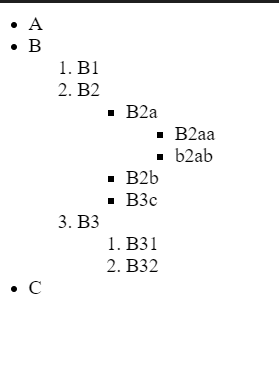 • A
• B
1. B1
2. B2
▪ B2a
▪ B2aa
▪ b2ab
▪ B2b
▪ B3c
3. B3
1. B31
2. B32
• C